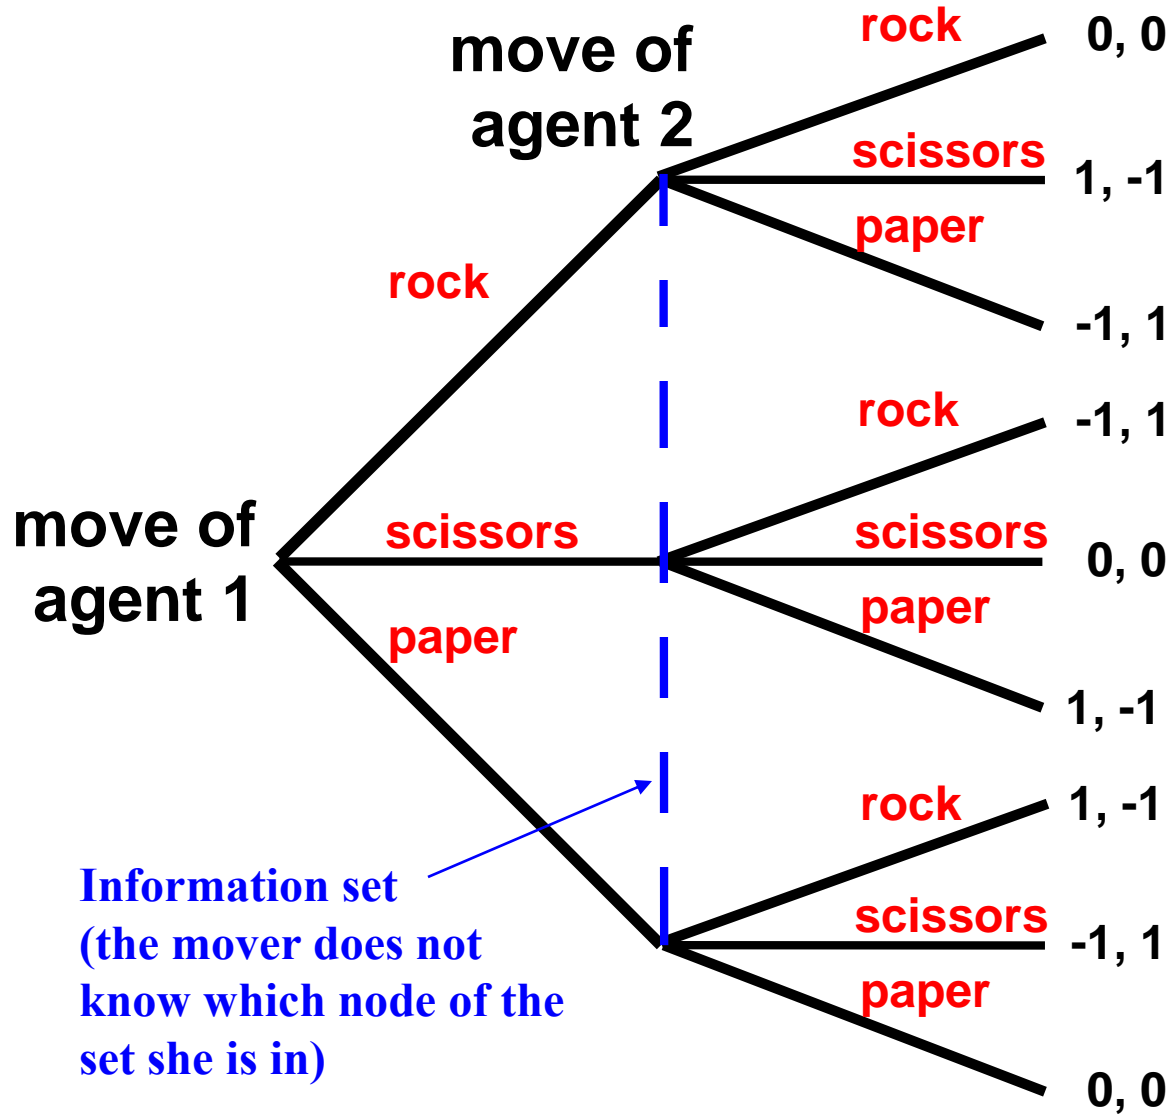 move of
agent 2
rock
0, 0
scissors
1, -1
paper
-1, 1
rock
rock
-1, 1
move of
agent 1
scissors
scissors
0, 0
paper
paper
1, -1
rock
1, -1
Information set
(the mover does not
know which node of the
set she is in)
scissors
-1, 1
paper
0, 0